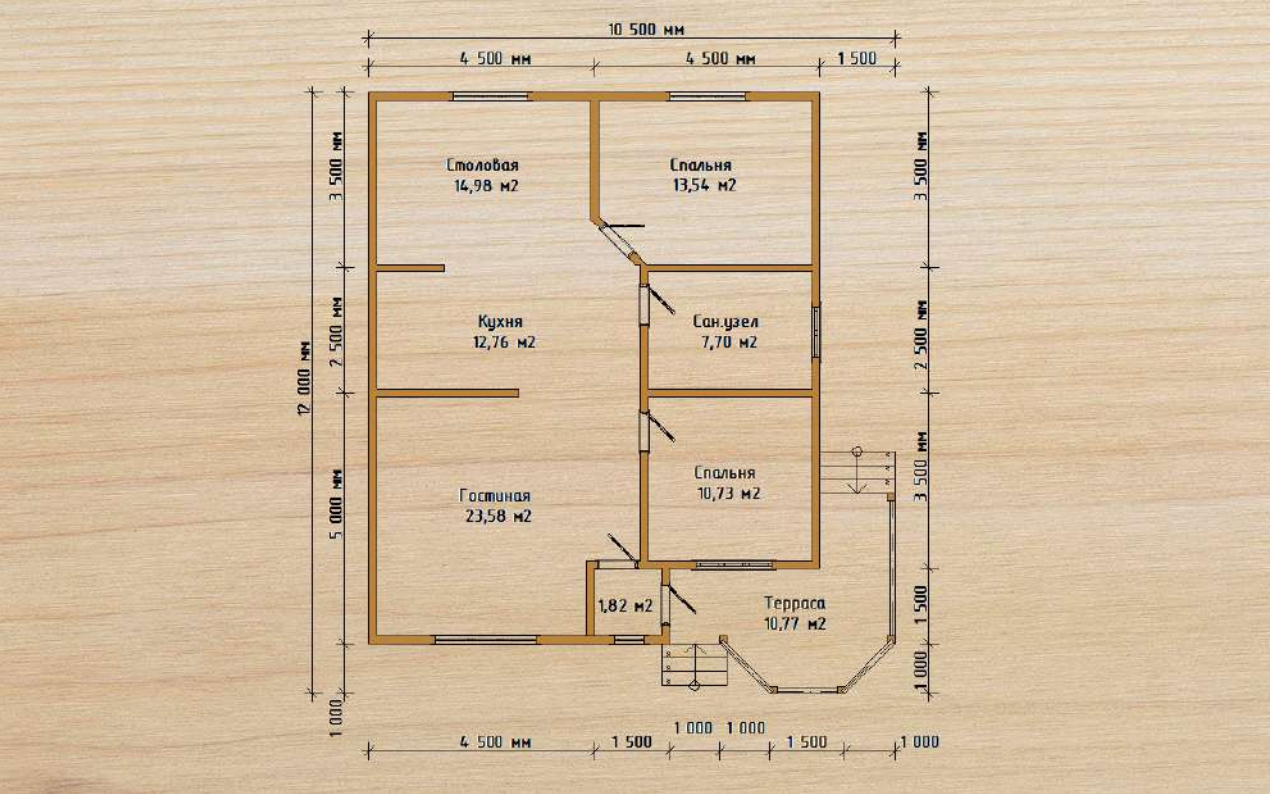 10 500 мм
4 500 мм
4 500 мм
1 500
3 500 мм
3 500 мм
Столовая
14,98 м2
Спальня
13,54 м2
2 500 мм
12 000 мм
Кухня
12,76 м2
Сан.узел
7,70 м2
2 500 мм
5 000 мм
Гостиная
23,58 м2
Спальня
10,73 м2
3 500 мм
1,82 м2
Терраса
10,77 м2
1 500
1 000
1 000
1 000
1 000
4 500 мм
1 500
1 500
1 000